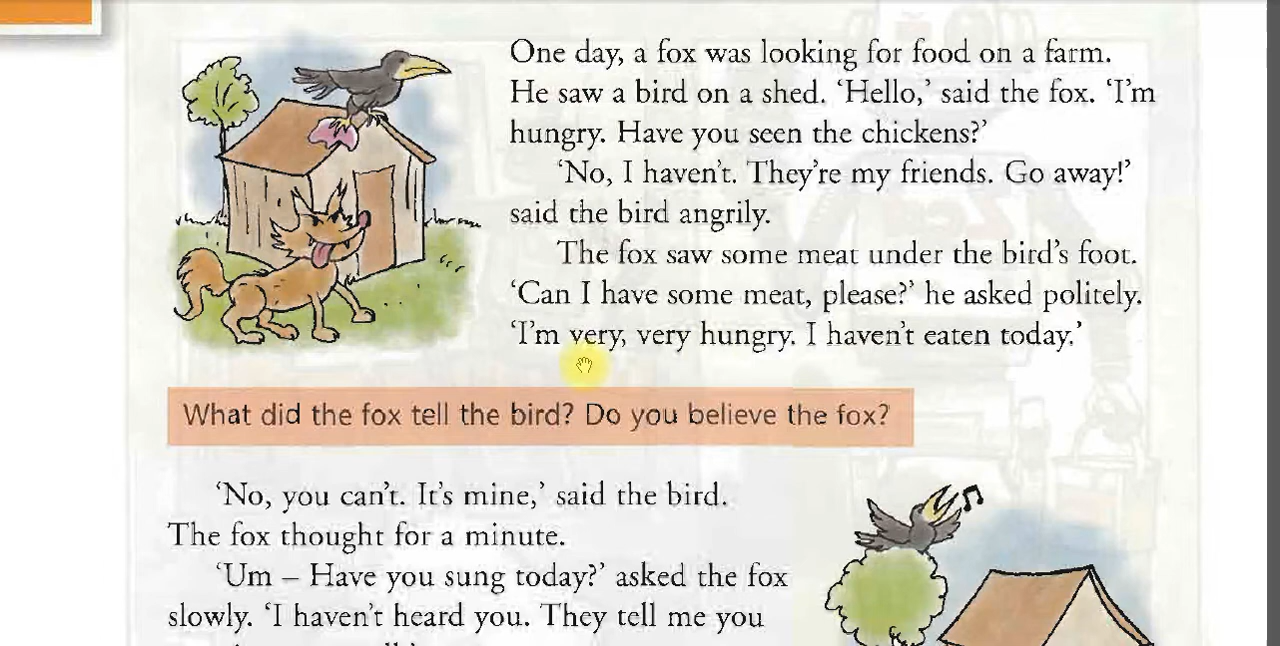 One day, a fox was looking for food on a farm.
He saw a bird on a shed. ‘Hello,’ said the fox. ‘I’m
hungry. Have you seen the chickens?’
‘No, I haven’t. They’re my friends. Go away!’
said the bird angrily.
The fox saw some meat under the bird’s foot.
‘Can I have some meat, please?’ he asked politely.
‘I’m very, very hungry. I haven’t eaten today.’
What did the fox tell the bird? Do you believe the fox?
‘No, you can’t. It’s mine,’ said the bird.
The fox thought for a minute.
‘Um – Have you sung today?’ asked the fox
slowly. ‘I haven’t heard you. They tell me you